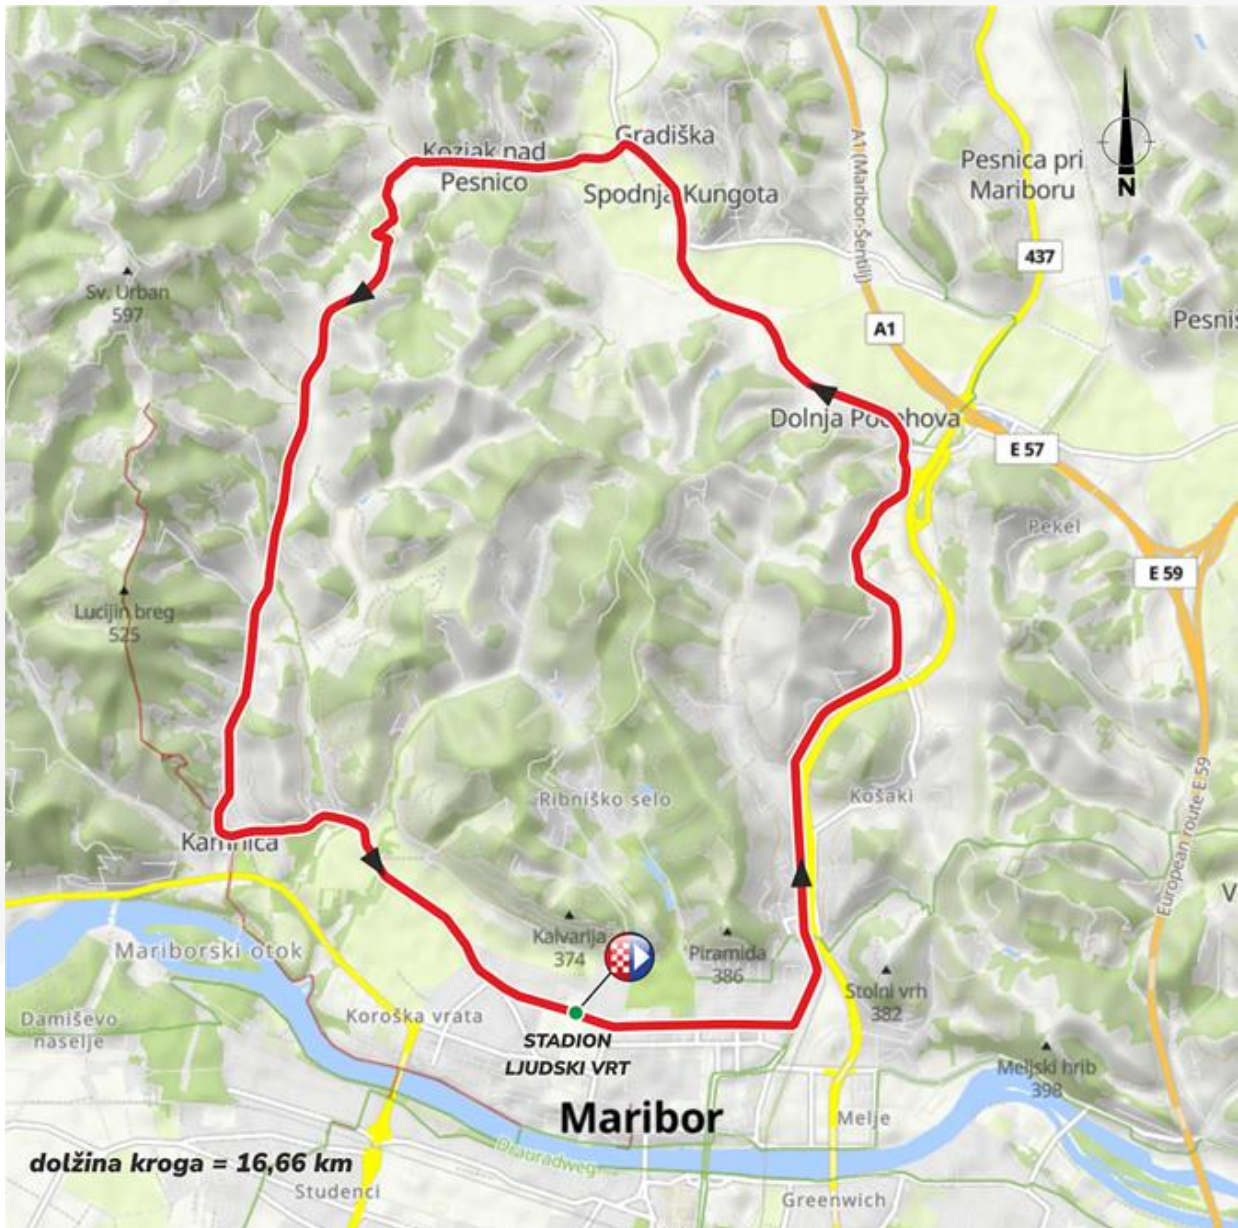 Gradiška
Kozjak nad
Pesnico
Spodnja Kungota
A1 (Maribor-Šentilj)
Pesnica pri
Mariboru
N
437
Sv. Urban
597
A1
Dolnja Počehova
E 57
Pekel
E 59
Lucijin breg
525
Ribniško selo
Košaki
European route E 59
Kamnica
Kalvarija
374
Piramida
386
Mariborski otok
Stolni vrh
382
Damiševo
naselje
Koroška vrata
STADION
LJUDSKI VRT
Meljski hrib
398
Maribor
Melje
Drauradweg
dolžina kroga = 16,66 km
Studenci
Greenwich